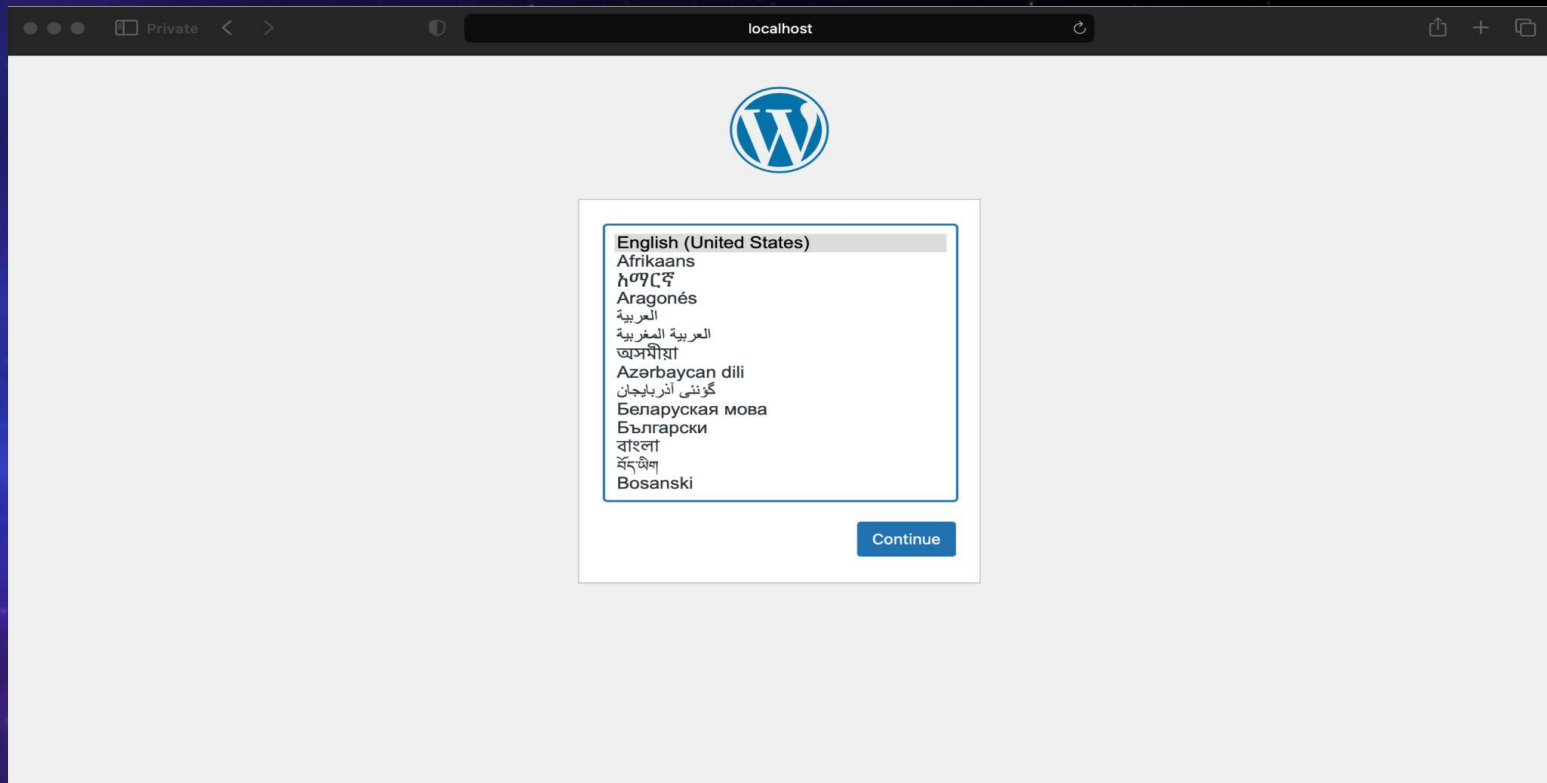 Private
localhost
English (United States)
Afrikaans
አማርኛ
Aragonés
العربية
العربية المغربية
অসমীয়া
Azərbaycan dili
گؤنئی آذربایجان
Беларуская мова
Български
বাংলা
བོད་ཡིག
Bosanski
Continue